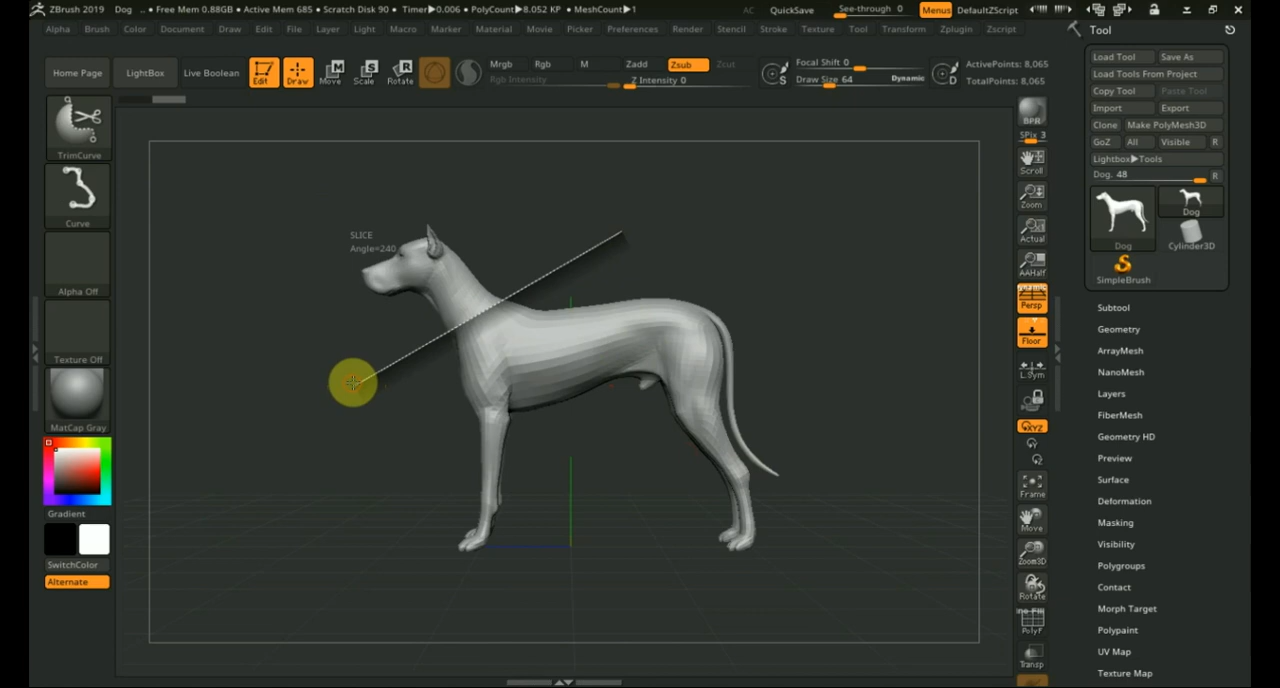 ZBrush 2019 Dog .. • Free Mem 0.88GB • Active Mem 685 • Scratch Disk 90 • Timer▶0.006 • PolyCount▶8.052 KP • MeshCount▶1 AC QuickSave See-through 0 Menus DefaultZScript
Alpha Brush Color Document Draw Edit File Layer Light Macro Marker Material Movie Picker Preferences Render Stencil Stroke Texture Tool Transform Zplugin Zscript
Tool
Home Page LightBox Live Boolean Edit Draw Move Scale Rotate
Mrgb Rgb M Zadd Zsub Zcut
Rgb Intensity Z Intensity 0
Focal Shift 0
Draw Size 64 Dynamic
S
D
ActivePoints: 8,065
TotalPoints: 8,065
Load Tool Save As
Load Tools From Project
Copy Tool Paste Tool
Import Export
Clone Make PolyMesh3D
GoZ All Visible R
Lightbox▶Tools
Dog. 48 R
Dog
Dog
Cylinder3D
SimpleBrush
Subtool
Geometry
ArrayMesh
NanoMesh
Layers
FiberMesh
Geometry HD
Preview
Surface
Deformation
Masking
Visibility
Polygroups
Contact
Morph Target
Polypaint
UV Map
Texture Map
TrimCurve
Curve
Alpha Off
Texture Off
MatCap Gray
Gradient
SwitchColor
Alternate
SLICE
Angle=240
BPR
SPix 3
Scroll
Zoom
Actual
AAHalf
Persp
Floor
L.Sym
XYZ
Frame
Move
Zoom3D
Rotate
PolyF
Transp